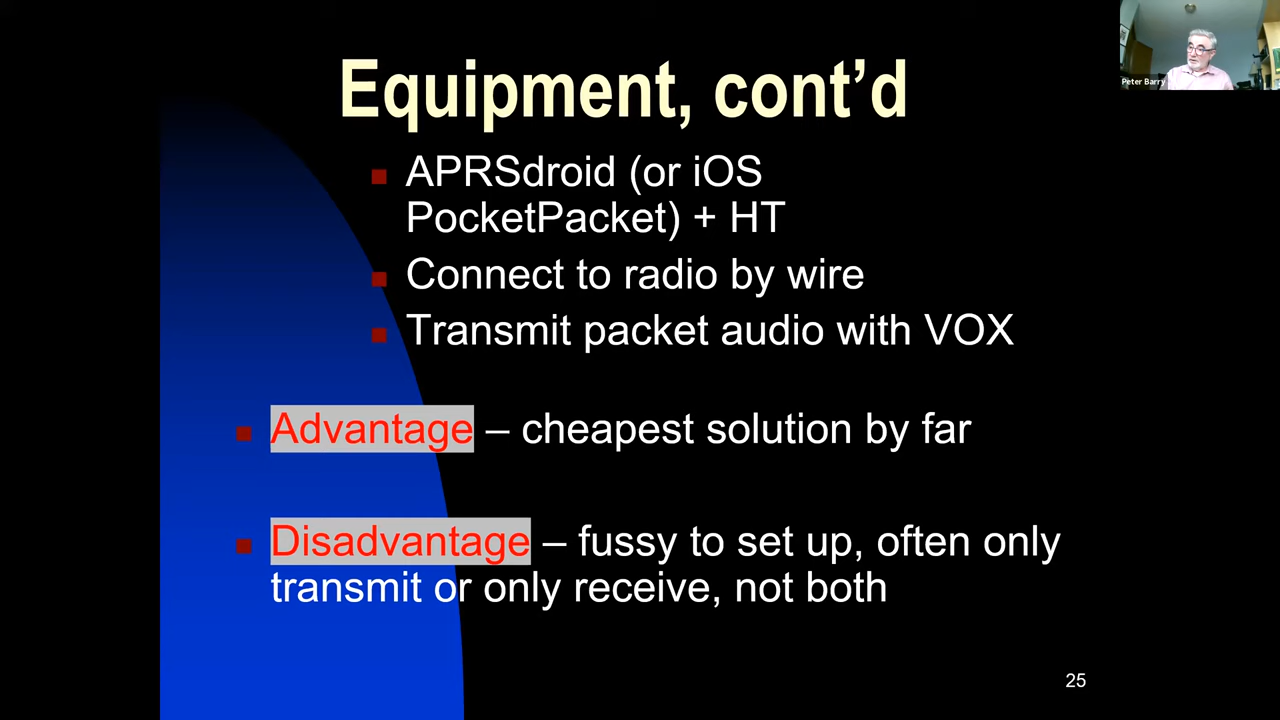 Equipment, cont’d
Peter Barry
APRSdroid (or iOS
PocketPacket) + HT
Connect to radio by wire
Transmit packet audio with VOX
Advantage – cheapest solution by far
Disadvantage – fussy to set up, often only
transmit or only receive, not both
25